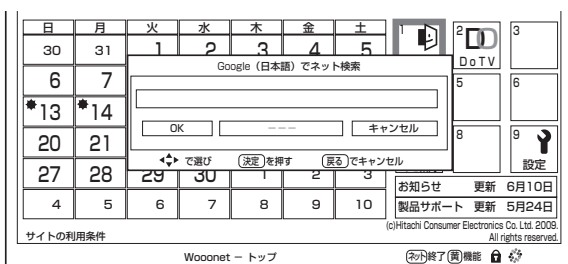 日 月 火 水 木 金 土
30 31 1 2 3 4 5
1 2 3
DoTV
Google（日本語）でネット検索
6 7
5 6
13 14
OK --- キャンセル
20 21
8 9
で選び 決定を押す 戻るでキャンセル
設定
27 28 29 30 1 2 3
お知らせ 更新 6月10日
4 5 6 7 8 9 10
製品サポート 更新 5月24日
(c)Hitachi Consumer Electronics Co. Ltd. 2009.
All rights reserved.
サイトの利用条件
Wooonet － トップ
ネット終了 黄機能